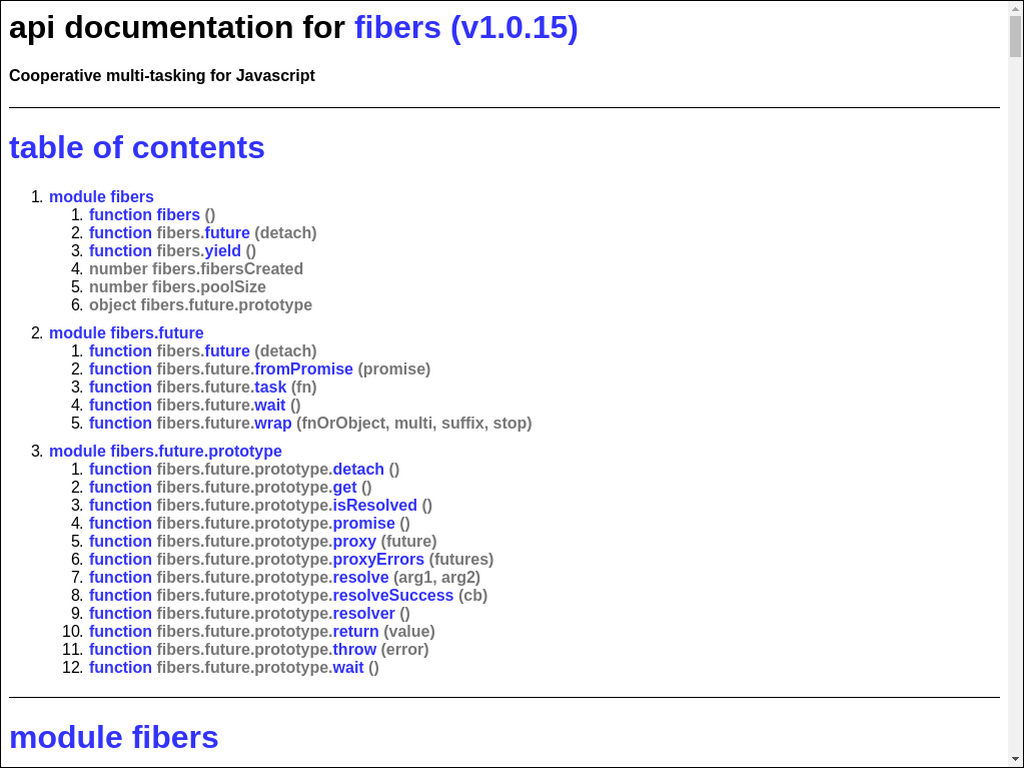 api documentation for fibers (v1.0.15)
Cooperative multi-tasking for Javascript
table of contents
1. module fibers
1. function fibers ()
2. function fibers.future (detach)
3. function fibers.yield ()
4. number fibers.fibersCreated
5. number fibers.poolSize
6. object fibers.future.prototype
2. module fibers.future
1. function fibers.future (detach)
2. function fibers.future.fromPromise (promise)
3. function fibers.future.task (fn)
4. function fibers.future.wait ()
5. function fibers.future.wrap (fnOrObject, multi, suffix, stop)
3. module fibers.future.prototype
1. function fibers.future.prototype.detach ()
2. function fibers.future.prototype.get ()
3. function fibers.future.prototype.isResolved ()
4. function fibers.future.prototype.promise ()
5. function fibers.future.prototype.proxy (future)
6. function fibers.future.prototype.proxyErrors (futures)
7. function fibers.future.prototype.resolve (arg1, arg2)
8. function fibers.future.prototype.resolveSuccess (cb)
9. function fibers.future.prototype.resolver ()
10. function fibers.future.prototype.return (value)
11. function fibers.future.prototype.throw (error)
12. function fibers.future.prototype.wait ()
module fibers